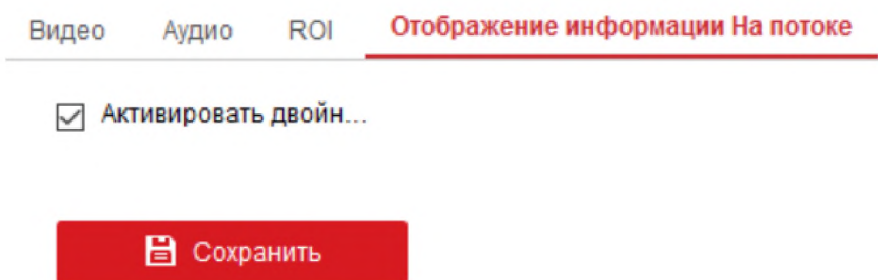 Видео Аудио ROI Отображение информации На потоке
Активировать двойн...
Сохранить